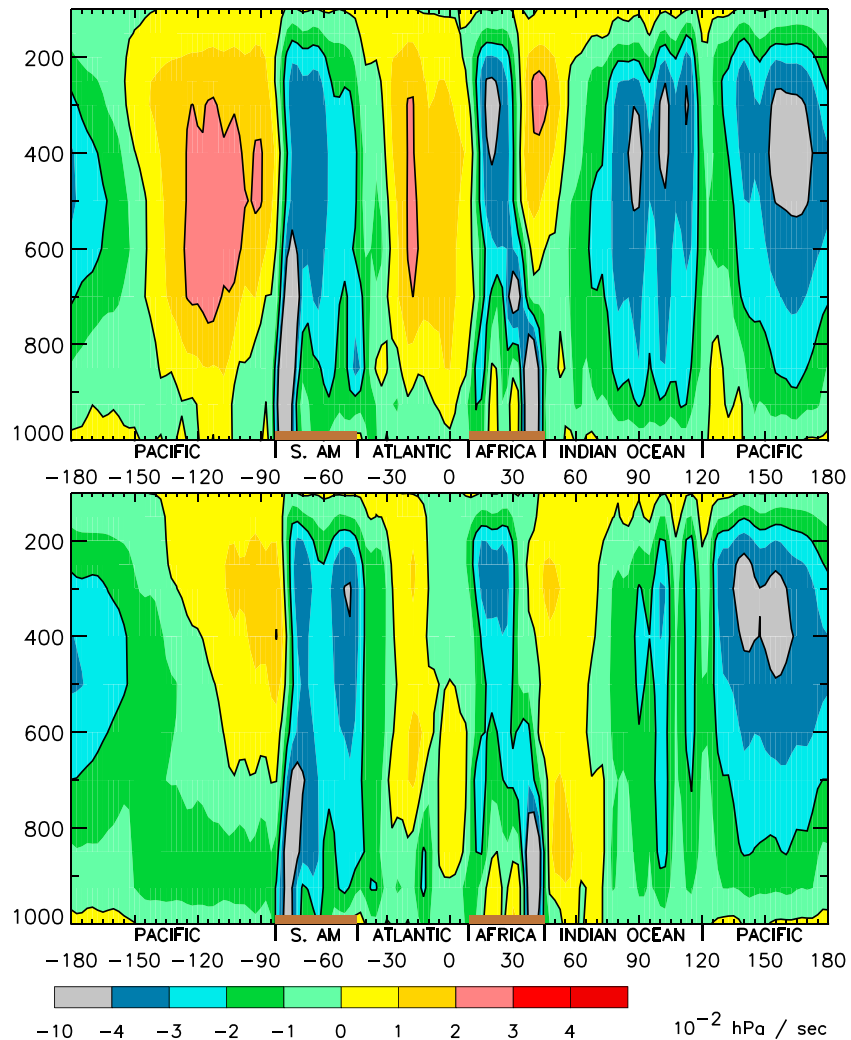 200
400
600
800
1000
PACIFIC S. AM ATLANTIC AFRICA INDIAN OCEAN PACIFIC
−180 −150 −120 −90 −60 −30 0 30 60 90 120 150 180
200
400
600
800
1000
PACIFIC S. AM ATLANTIC AFRICA INDIAN OCEAN PACIFIC
−180 −150 −120 −90 −60 −30 0 30 60 90 120 150 180
−10 −4 −3 −2 −1 0 1 2 3 4
10⁻² hPa / sec